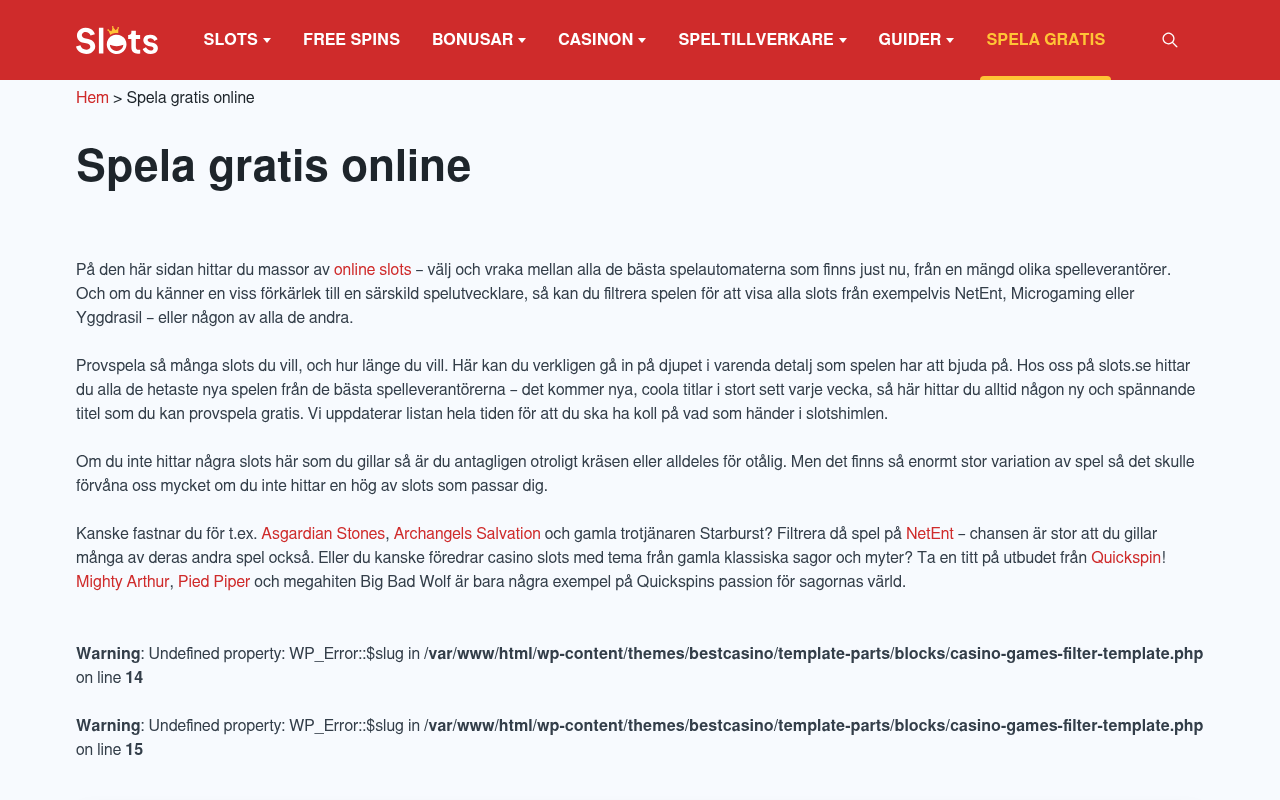 Slots
SLOTS
FREE SPINS
BONUSAR
CASINON
SPELTILLVERKARE
GUIDER
SPELA GRATIS
Hem > Spela gratis online
Spela gratis online
På den här sidan hittar du massor av online slots – välj och vraka mellan alla de bästa spelautomaterna som finns just nu, från en mängd olika spelleverantörer.
Och om du känner en viss förkärlek till en särskild spelutvecklare, så kan du filtrera spelen för att visa alla slots från exempelvis NetEnt, Microgaming eller
Yggdrasil – eller någon av alla de andra.
Provspela så många slots du vill, och hur länge du vill. Här kan du verkligen gå in på djupet i varenda detalj som spelen har att bjuda på. Hos oss på slots.se hittar
du alla de hetaste nya spelen från de bästa spelleverantörerna – det kommer nya, coola titlar i stort sett varje vecka, så här hittar du alltid någon ny och spännande
titel som du kan provspela gratis. Vi uppdaterar listan hela tiden för att du ska ha koll på vad som händer i slotshimlen.
Om du inte hittar några slots här som du gillar så är du antagligen otroligt kräsen eller alldeles för otålig. Men det finns så enormt stor variation av spel så det skulle
förvåna oss mycket om du inte hittar en hög av slots som passar dig.
Kanske fastnar du för t.ex. Asgardian Stones, Archangels Salvation och gamla trotjänaren Starburst? Filtrera då spel på NetEnt – chansen är stor att du gillar
många av deras andra spel också. Eller du kanske föredrar casino slots med tema från gamla klassiska sagor och myter? Ta en titt på utbudet från Quickspin!
Mighty Arthur, Pied Piper och megahiten Big Bad Wolf är bara några exempel på Quickspins passion för sagornas värld.
Warning: Undefined property: WP_Error::$slug in /var/www/html/wp-content/themes/bestcasino/template-parts/blocks/casino-games-filter-template.php
on line 14
Warning: Undefined property: WP_Error::$slug in /var/www/html/wp-content/themes/bestcasino/template-parts/blocks/casino-games-filter-template.php
on line 15